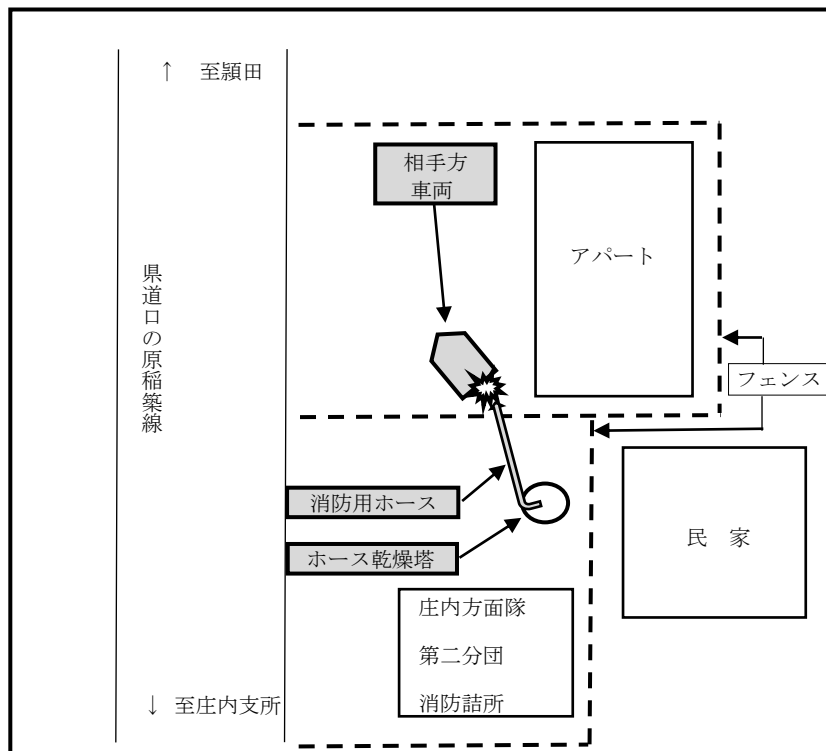 ↑ 至頴田
相手方
車両
アパート
県道口の原稲築線
フェンス
消防用ホース
民 家
ホース乾燥塔
庄内方面隊
第二分団
消防詰所
↓ 至庄内支所